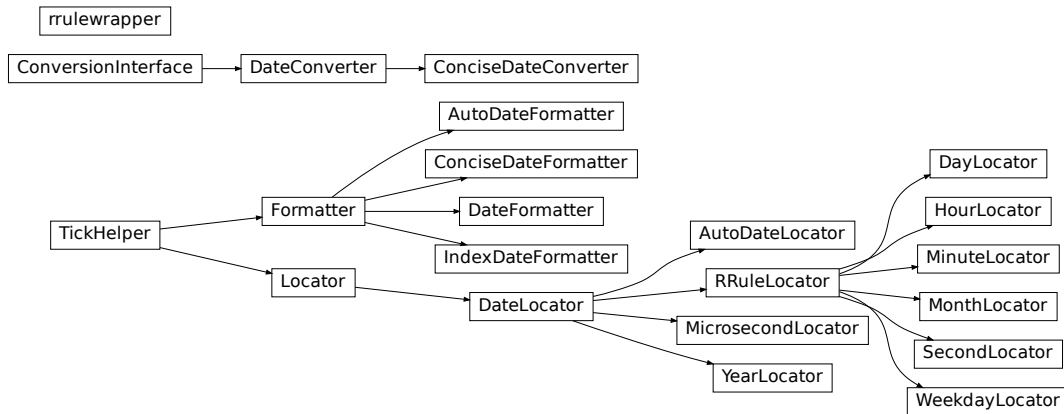 rrulewrapper
ConversionInterface
DateConverter
ConciseDateConverter
AutoDateFormatter
ConciseDateFormatter
DayLocator
Formatter
DateFormatter
HourLocator
TickHelper
AutoDateLocator
IndexDateFormatter
MinuteLocator
Locator
RRuleLocator
DateLocator
MonthLocator
MicrosecondLocator
SecondLocator
YearLocator
WeekdayLocator